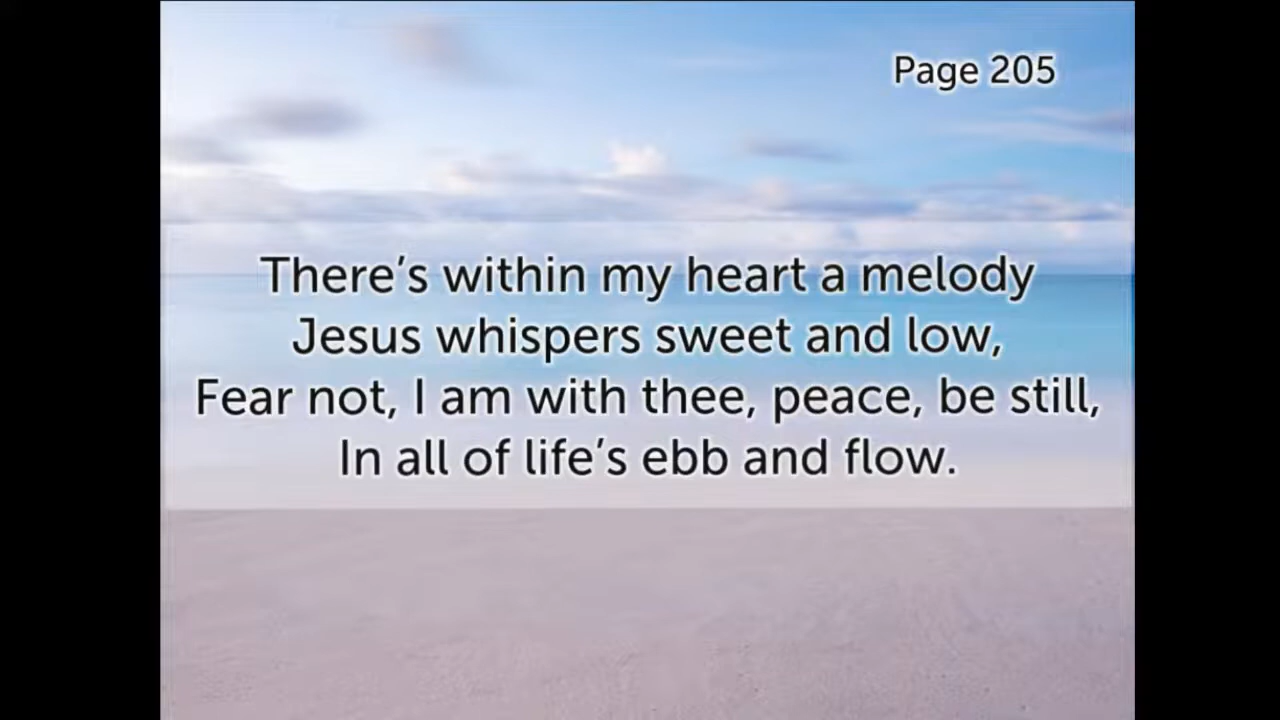 Page 205
There’s within my heart a melody
Jesus whispers sweet and low,
Fear not, I am with thee, peace, be still,
In all of life’s ebb and flow.